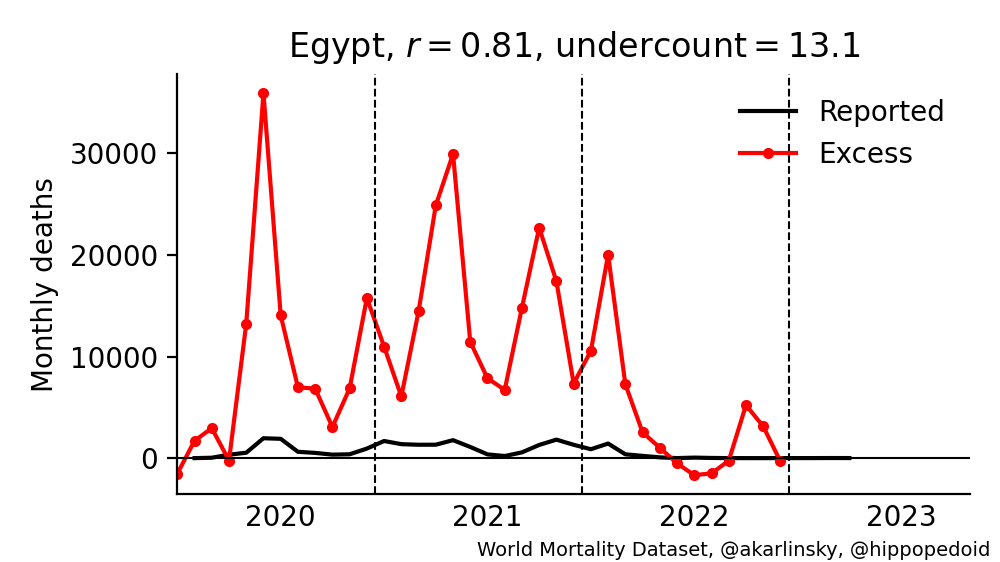 Egypt, r = 0.81, undercount = 13.1
Reported
Excess
Monthly deaths
30000
20000
10000
0
2020 2021 2022 2023
World Mortality Dataset, @akarlinsky, @hippopedoid